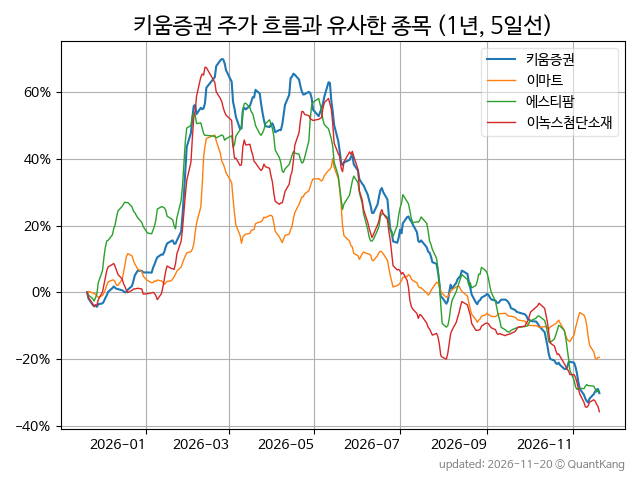 키움증권 주가 흐름과 유사한 종목 (1년, 5일선)
키움증권
이마트
에스티팜
이녹스첨단소재
60%
40%
20%
0%
−20%
−40%
2026-01
2026-03
2026-05
2026-07
2026-09
2026-11
updated: 2026-11-20 © QuantKang